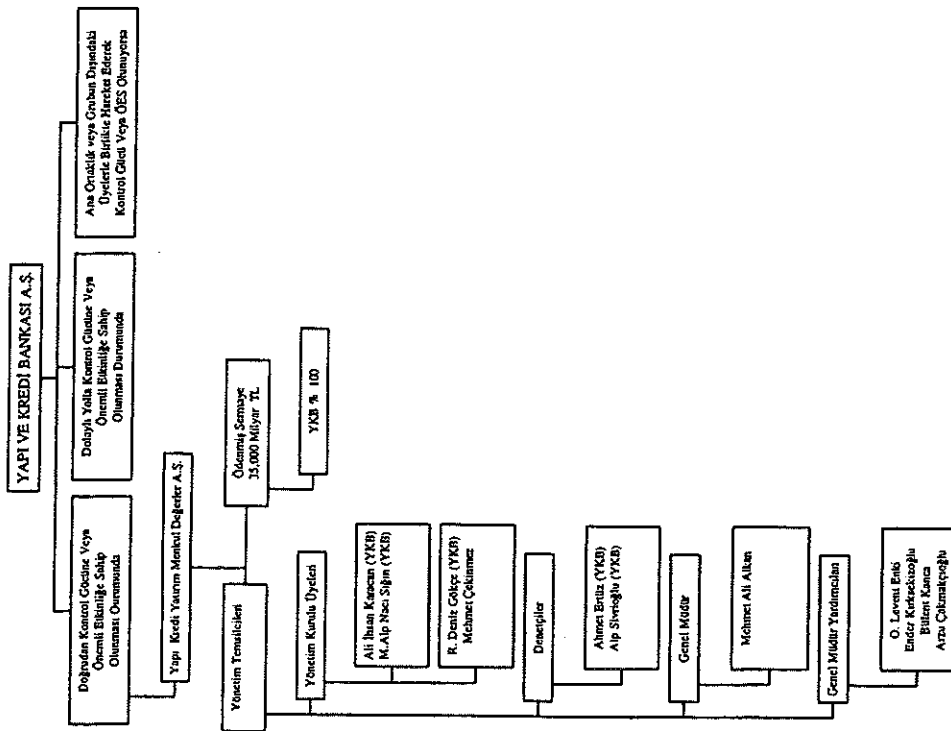 YAPI VE KREDİ BANKASI A.Ş.
Doğrudan Kontrol Gücüne Veya
Önemli Etkinliğe Sahip
Olunması Durumunda
Dolaylı Yolla Kontrol Gücüne Veya
Önemli Etkinliğe Sahip
Olunması Durumunda
Ana Ortaklık veya Grubun Dışındaki
Üyelerle Birlikte Hareket Ederek
Kontrol Gücü Veya ÖES Olunuyorsa
Yapı Kredi Yatırım Menkul Değerler A.Ş.
Yönetim Temsilcileri
Ödenmiş Sermaye
35,000 Milyar TL
YKB % 100
Yönetim Kurulu Üyeleri
Ali İhsan Karacan (YKB)
M.Alp Naci Sığın (YKB)
R. Deniz Gökçe (YKB)
Mehmet Çekinmez
Denetçiler
Ahmet Ertüz (YKB)
Alp Sivrioğlu (YKB)
Genel Müdür
Mehmet Ali Alkan
Genel Müdür Yardımcıları
O. Levent Enki
Ender Kırksekizoğlu
Bülent Kanca
Arzu Çakmakçıoğlu